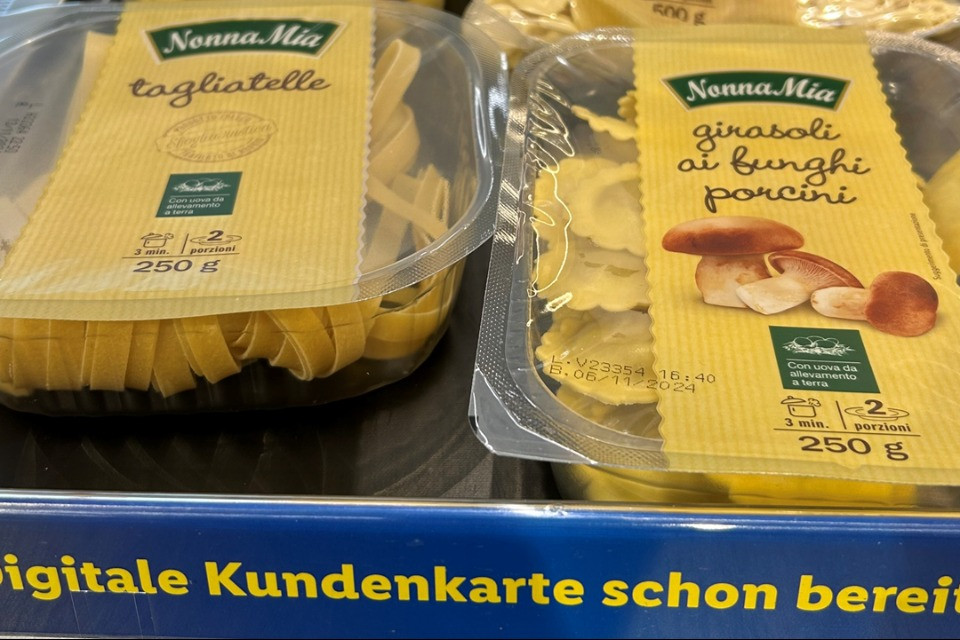 500 g
NonnaMia
tagliatelle
Con uova da
allevamento
a terra
3 min.
2
porzioni
250 g
NonnaMia
girasoli
ai funghi
porcini
L.V23354 16:40
B.06/11/2024
Con uova da
allevamento
a terra
3 min.
2
porzioni
250 g
Digitale Kundenkarte schon bereit